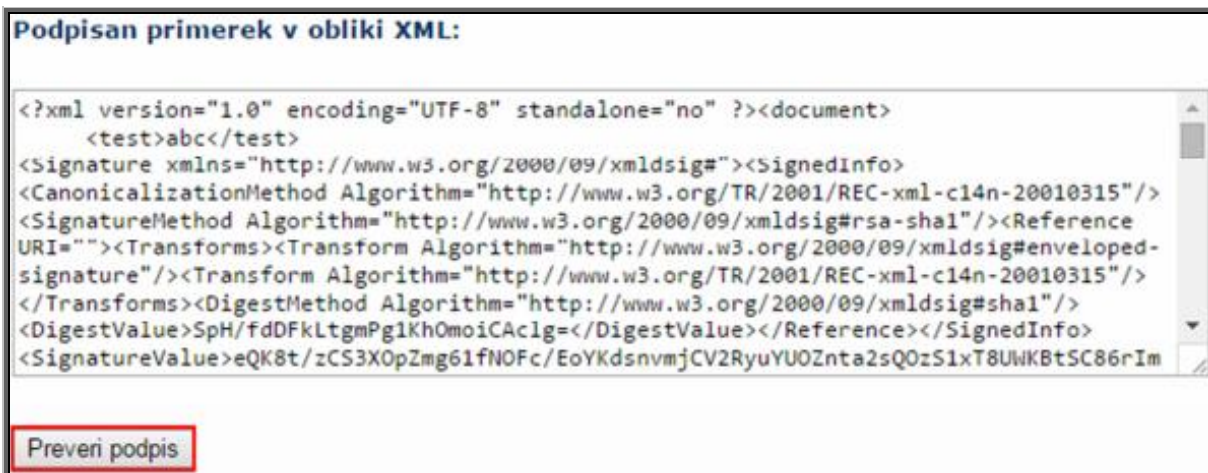 Podpisan primerek v obliki XML:
<?xml version="1.0" encoding="UTF-8" standalone="no" ?><document>
<test>abc</test>
<Signature xmlns="http://www.w3.org/2000/09/xmldsig#"><SignedInfo>
<CanonicalizationMethod Algorithm="http://www.w3.org/TR/2001/REC-xml-c14n-20010315"/>
<SignatureMethod Algorithm="http://www.w3.org/2000/09/xmldsig#rsa-sha1"/><Reference
URI=""><Transforms><Transform Algorithm="http://www.w3.org/2000/09/xmldsig#enveloped-
signature"/><Transform Algorithm="http://www.w3.org/TR/2001/REC-xml-c14n-20010315"/>
</Transforms><DigestMethod Algorithm="http://www.w3.org/2000/09/xmldsig#sha1"/>
<DigestValue>SpH/fdDFkLtgmPg1KhOmoiCAclg=</DigestValue></Reference></SignedInfo>
<SignatureValue>eQK8t/zCS3XOpZmg61fNOFc/EoYKdsnvmjCV2RyuYUOZnta2sQOzS1xT8UWKBtSC86rIm
Preveri podpis